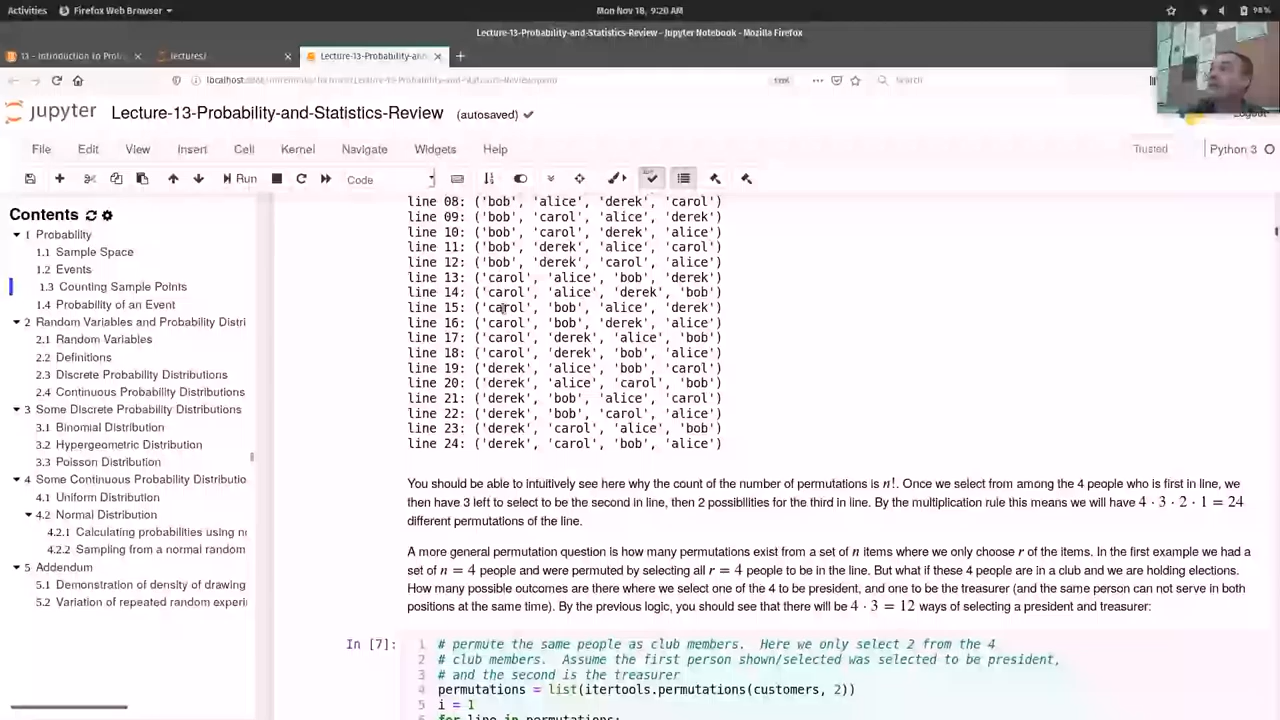 Activities Firefox Web Browser Mon Nov 18, 9:20 AM 98%
Lecture-13-Probability-and-Statistics-Review - Jupyter Notebook - Mozilla Firefox
13 - Introduction to Prob lectures/ Lecture-13-Probability-an
Search
jupyter Lecture-13-Probability-and-Statistics-Review (autosaved) Logout
File Edit View Insert Cell Kernel Navigate Widgets Help Trusted Python 3
Run Code
Contents
1 Probability
1.1 Sample Space
1.2 Events
1.3 Counting Sample Points
1.4 Probability of an Event
2 Random Variables and Probability Distri
2.1 Random Variables
2.2 Definitions
2.3 Discrete Probability Distributions
2.4 Continuous Probability Distributions
3 Some Discrete Probability Distributions
3.1 Binomial Distribution
3.2 Hypergeometric Distribution
3.3 Poisson Distribution
4 Some Continuous Probability Distributio
4.1 Uniform Distribution
4.2 Normal Distribution
4.2.1 Calculating probabilities using n
4.2.2 Sampling from a normal random
5 Addendum
5.1 Demonstration of density of drawing
5.2 Variation of repeated random experi
line 08: ('bob', 'alice', 'derek', 'carol')
line 09: ('bob', 'carol', 'alice', 'derek')
line 10: ('bob', 'carol', 'derek', 'alice')
line 11: ('bob', 'derek', 'alice', 'carol')
line 12: ('bob', 'derek', 'carol', 'alice')
line 13: ('carol', 'alice', 'bob', 'derek')
line 14: ('carol', 'alice', 'derek', 'bob')
line 15: ('carol', 'bob', 'alice', 'derek')
line 16: ('carol', 'bob', 'derek', 'alice')
line 17: ('carol', 'derek', 'alice', 'bob')
line 18: ('carol', 'derek', 'bob', 'alice')
line 19: ('derek', 'alice', 'bob', 'carol')
line 20: ('derek', 'alice', 'carol', 'bob')
line 21: ('derek', 'bob', 'alice', 'carol')
line 22: ('derek', 'bob', 'carol', 'alice')
line 23: ('derek', 'carol', 'alice', 'bob')
line 24: ('derek', 'carol', 'bob', 'alice')
You should be able to intuitively see here why the count of the number of permutations is n!. Once we select from among the 4 people who is first in line, we
then have 3 left to select to be the second in line, then 2 possibillities for the third in line. By the multiplication rule this means we will have 4 · 3 · 2 · 1 = 24
different permutations of the line.
A more general permutation question is how many permutations exist from a set of n items where we only choose r of the items. In the first example we had a
set of n = 4 people and were permuted by selecting all r = 4 people to be in the line. But what if these 4 people are in a club and we are holding elections.
How many possible outcomes are there where we select one of the 4 to be president, and one to be the treasurer (and the same person can not serve in both
positions at the same time). By the previous logic, you should see that there will be 4 · 3 = 12 ways of selecting a president and treasurer:
In [7]: 1 # permute the same people as club members. Here we only select 2 from the 4
2 # club members. Assume the first person shown/selected was selected to be president,
3 # and the second is the treasurer
4 permutations = list(itertools.permutations(customers, 2))
5 i = 1
6 for line in permutations: